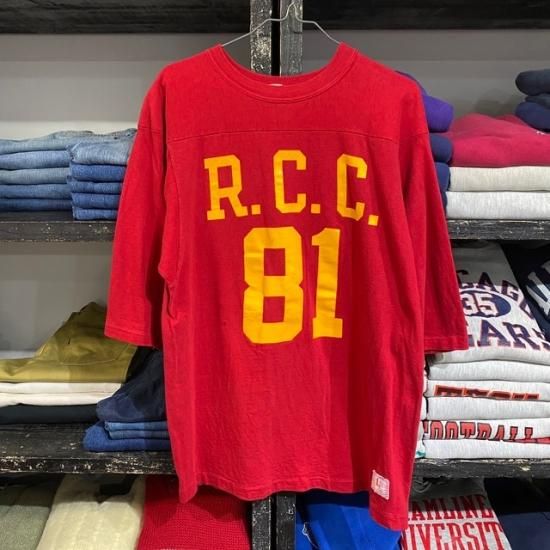 R. C. C.
81
35
FOOTBALL
UNIVERSITY